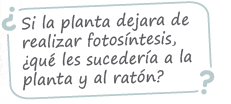 ¿ Si la planta dejara de
realizar fotosíntesis,
¿qué les sucedería a la
planta y al ratón?
?